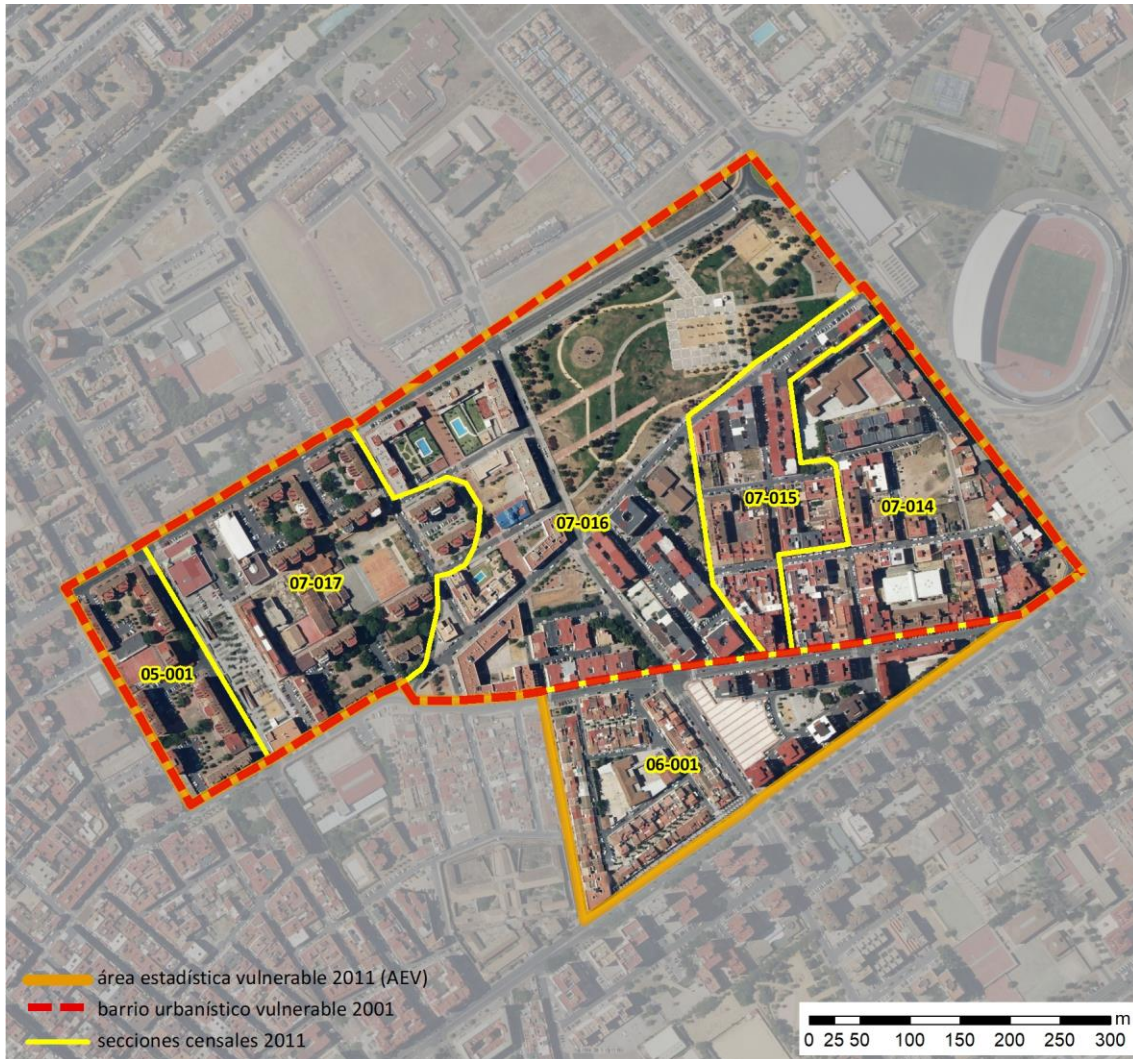 07-015
07-014
07-016
07-017
05-001
06-001
área estadística vulnerable 2011 (AEV)
barrio urbanístico vulnerable 2001
secciones censales 2011
m
0 25 50 100 150 200 250 300